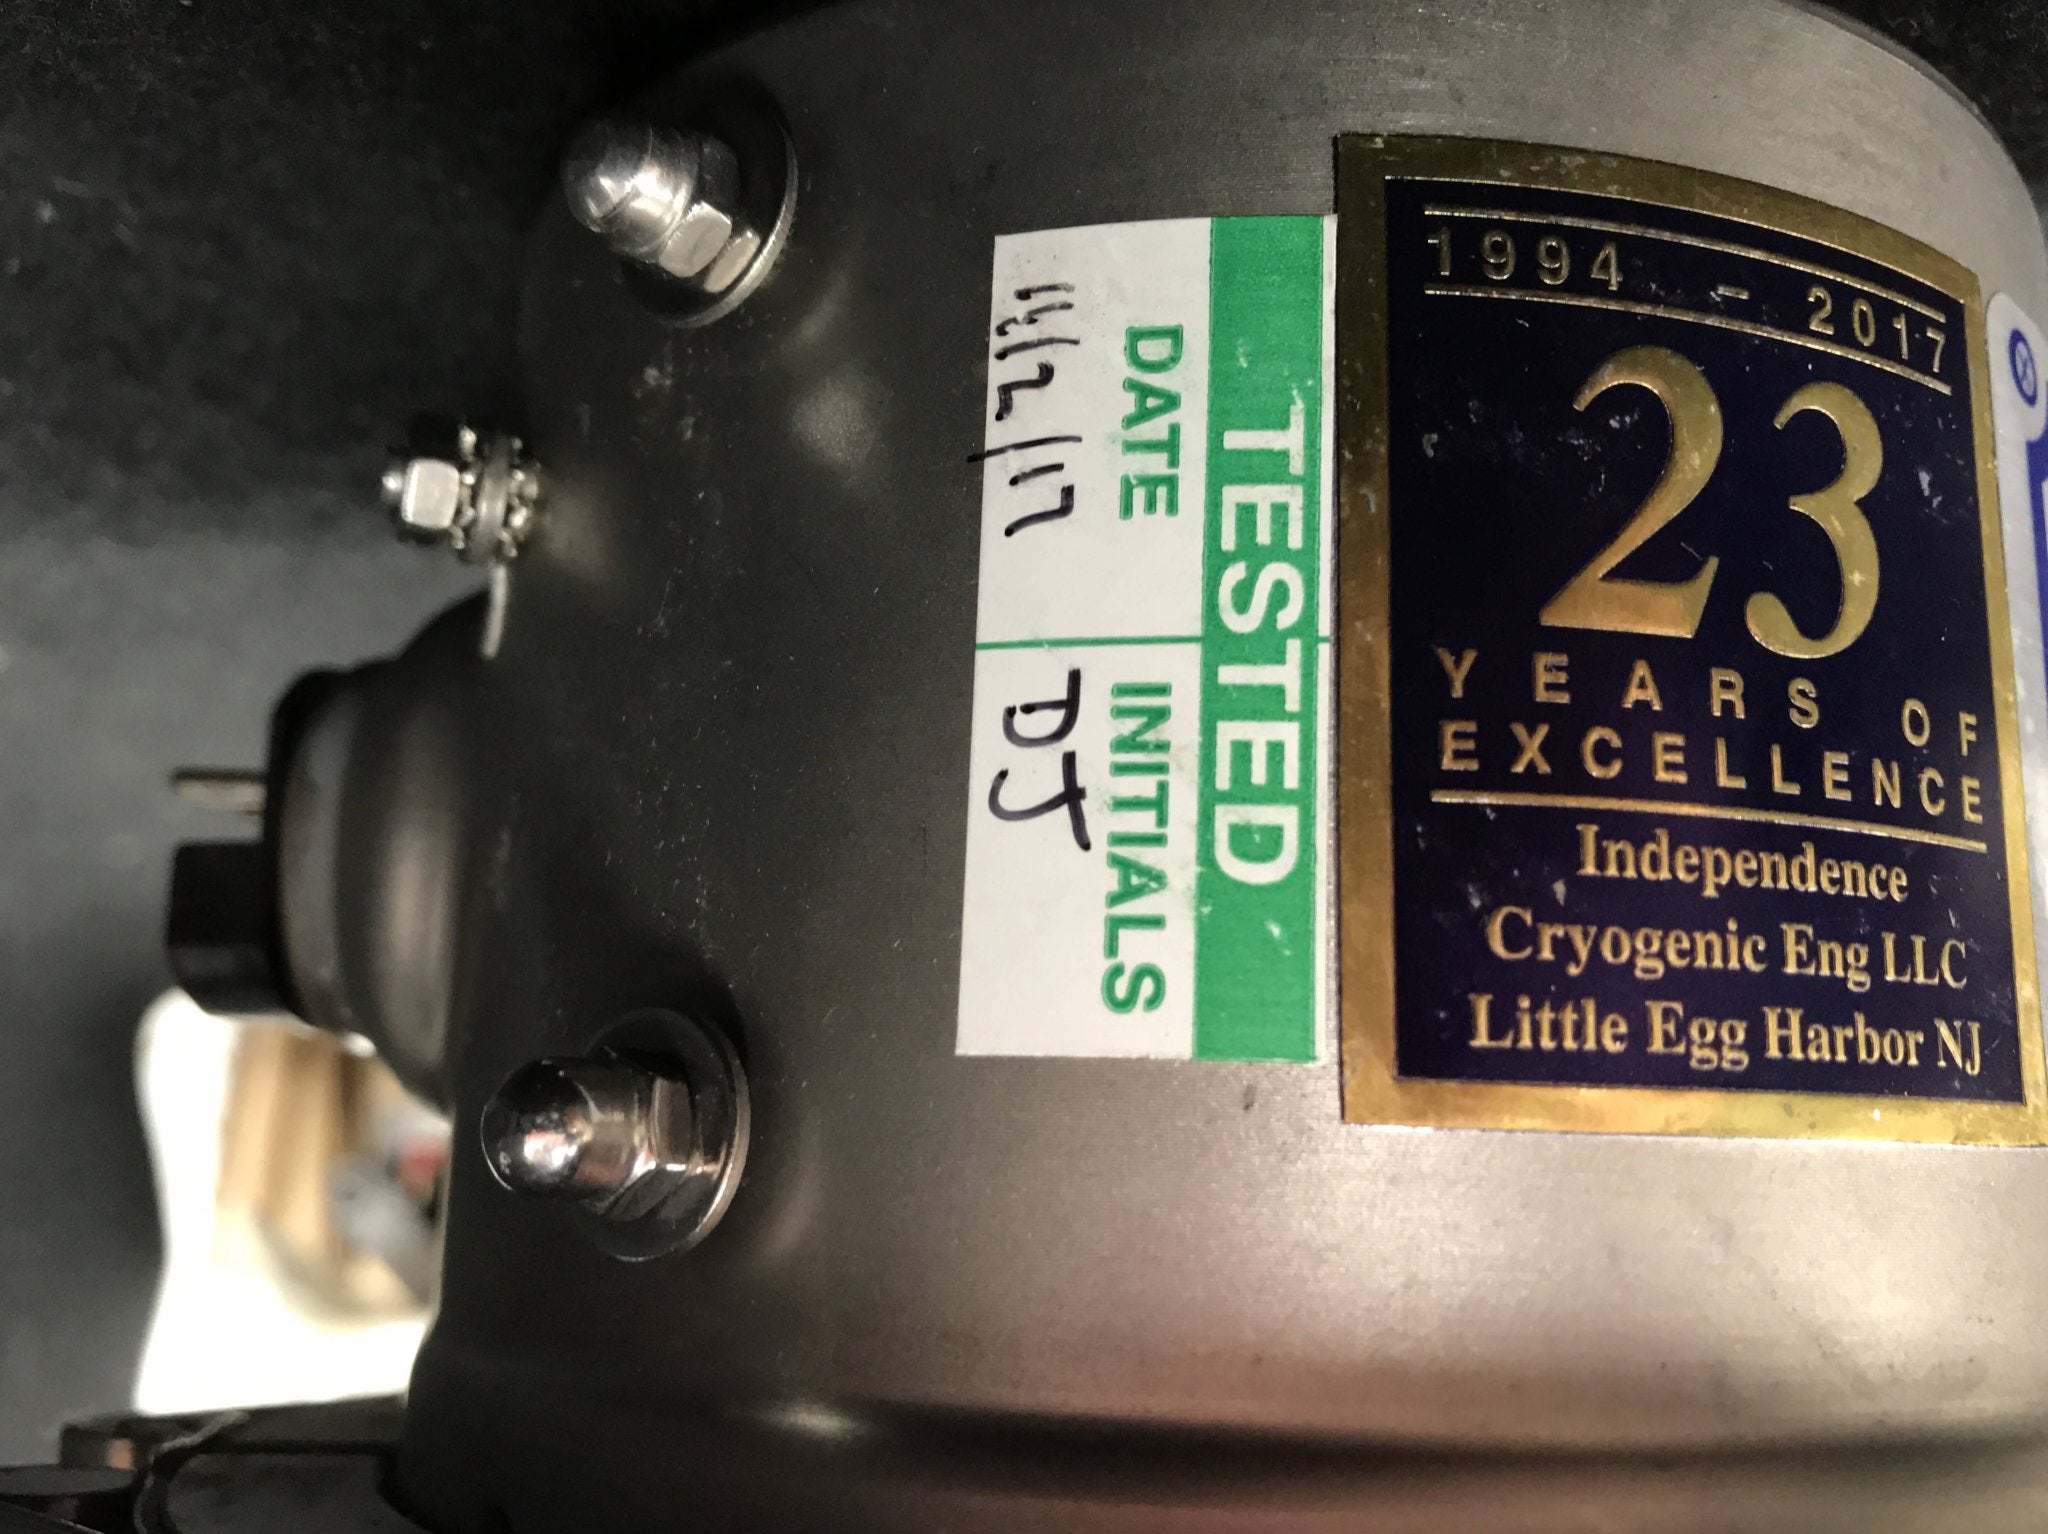 1994 - 2017
23
YEARS OF
EXCELLENCE
Independence
Cryogenic Eng LLC
Little Egg Harbor NJ
TESTED
DATE INITIALS
11/2/17 DJ